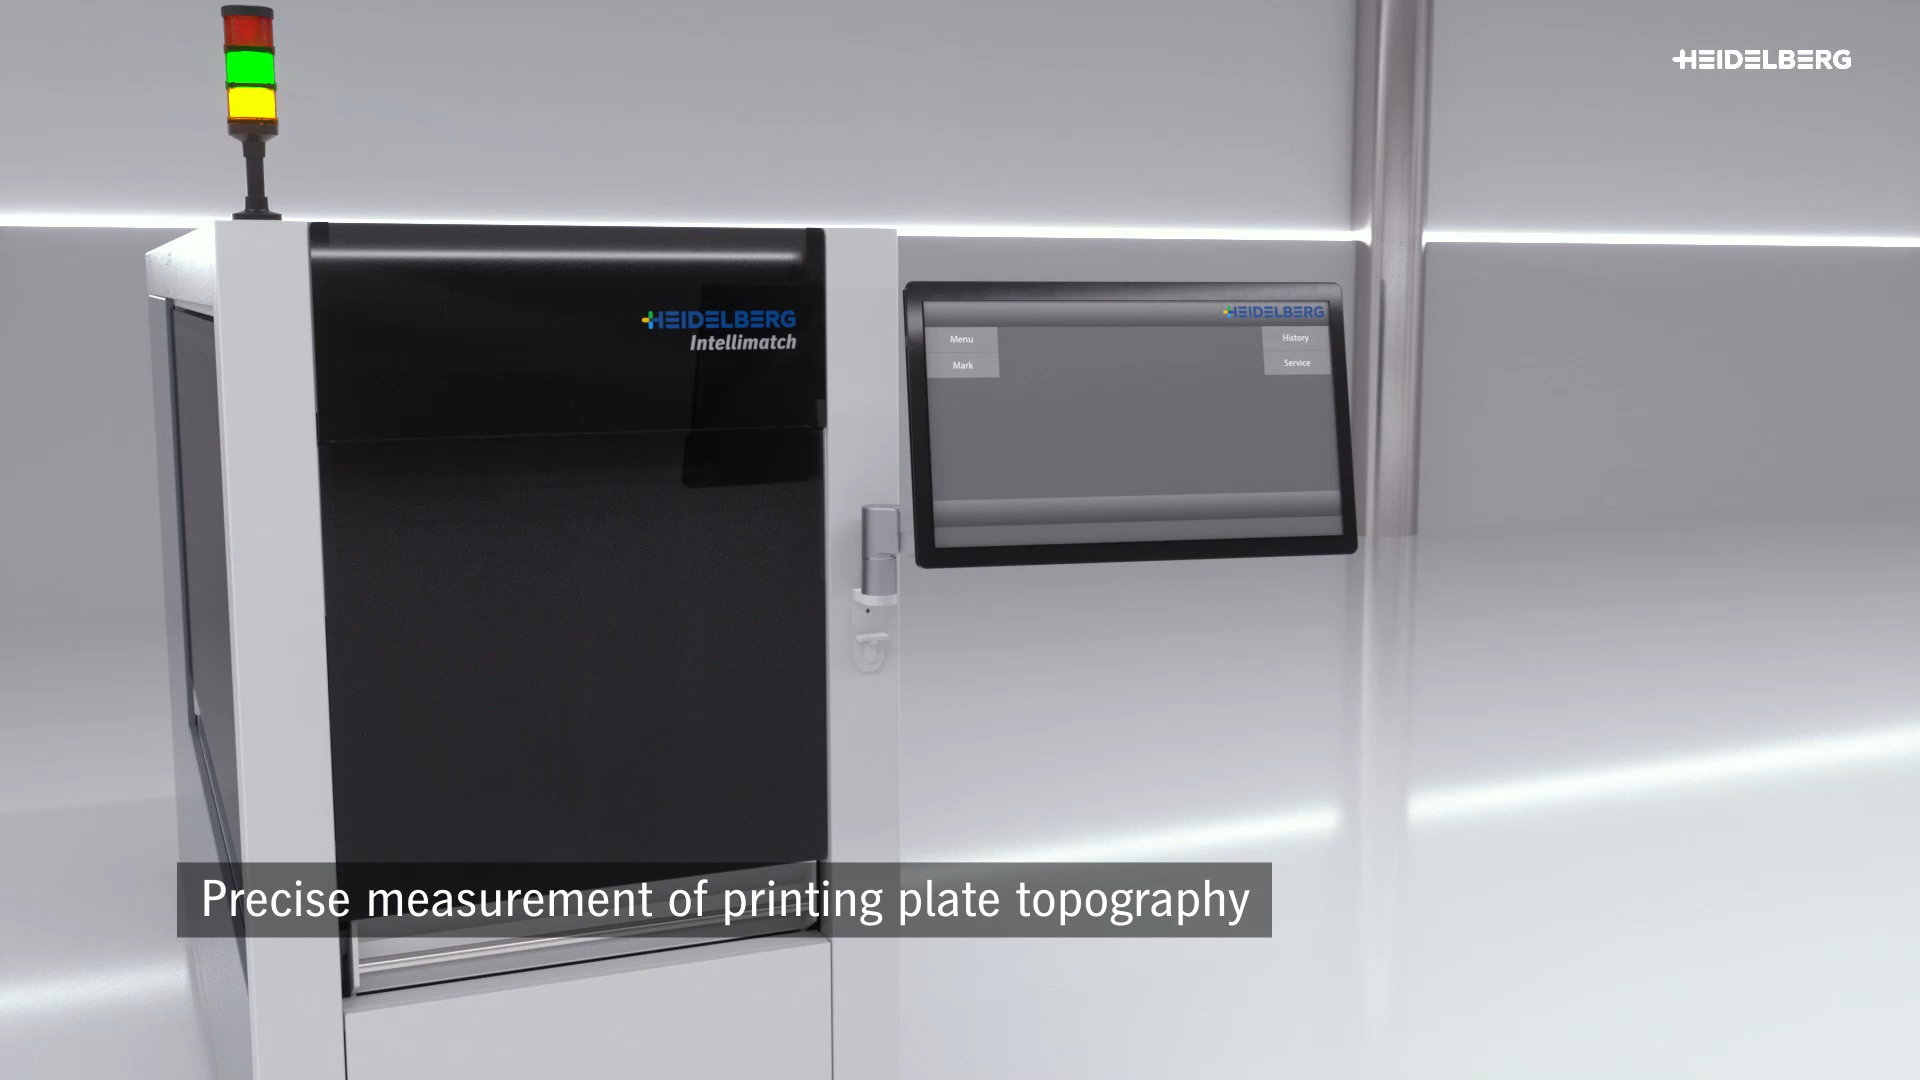 HEIDELBERG
HEIDELBERG
Intellimatch
HEIDELBERG
Menu
Mark
History
Service
Precise measurement of printing plate topography